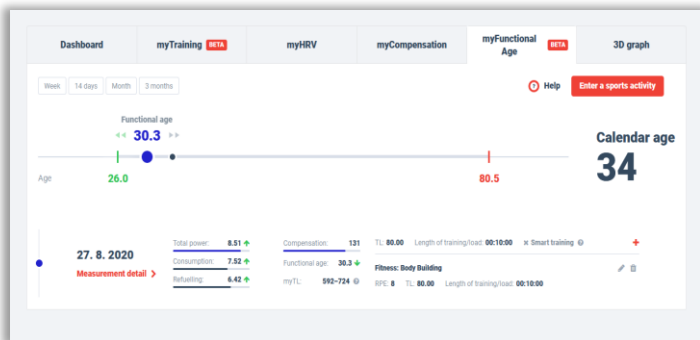 Dashboard
myTraining BETA
myHRV
myCompensation
myFunctional
Age
BETA
3D graph
Week
14 days
Month
3 months
Help
Enter a sports activity
Functional age
30.3
Calendar age
34
Age
26.0
80.5
27. 8. 2020
Measurement detail
Total power: 8.51
Consumption: 7.52
Refuelling: 6.42
Compensation: 131
Functional age: 30.3
myTL: 592–724
TL: 80.00 Length of training/load: 00:10:00 Smart training
Fitness: Body Building
RPE: 8 TL: 80.00 Length of training/load: 00:10:00